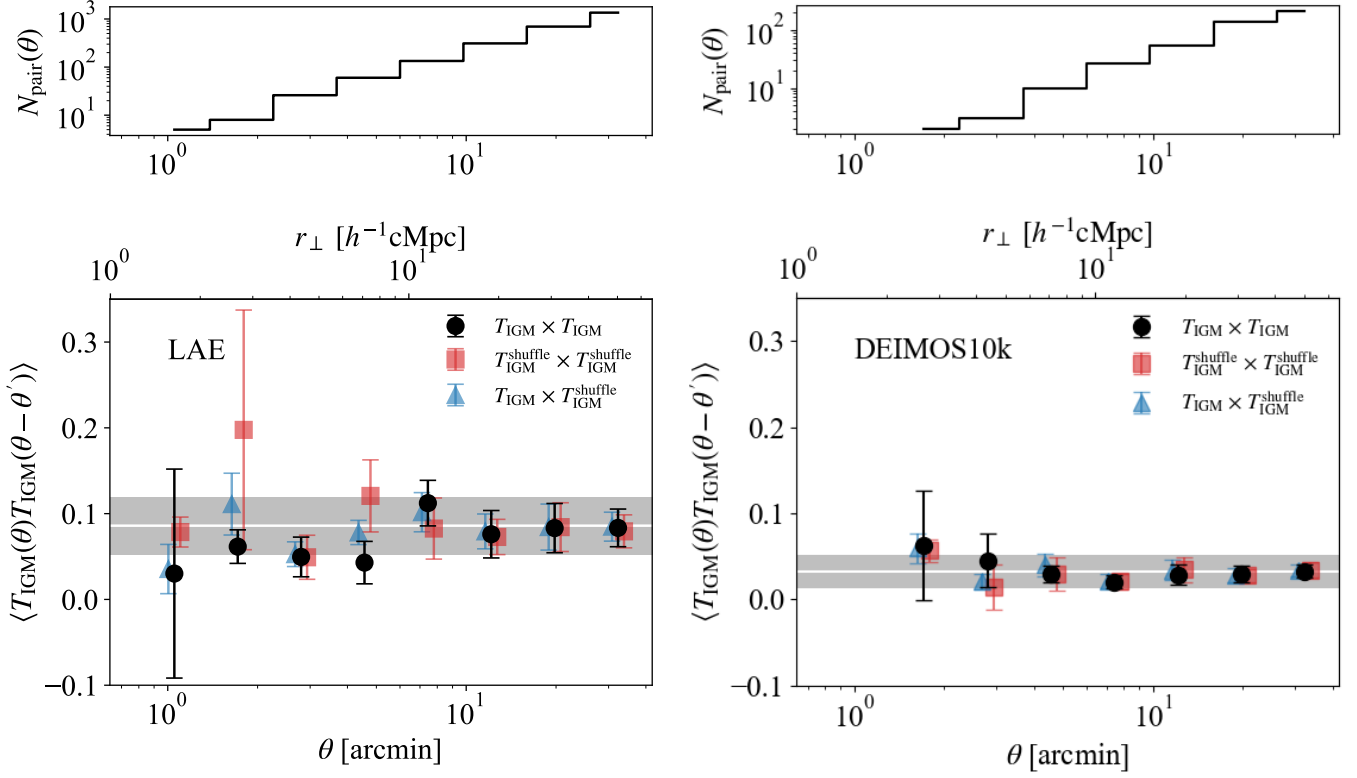 N_pair(θ)
10^3
10^2
10^1
10^0 10^1
r_⊥ [h^−1 cMpc]
10^0 10^1
⟨T_IGM(θ)T_IGM(θ − θ′)⟩
0.3
0.2
0.1
0.0
−0.1
LAE
T_IGM × T_IGM
T_IGM^shuffle × T_IGM^shuffle
T_IGM × T_IGM^shuffle
10^0 10^1
θ [arcmin]
N_pair(θ)
10^2
10^1
10^0 10^1
r_⊥ [h^−1 cMpc]
10^0 10^1
⟨T_IGM(θ)T_IGM(θ − θ′)⟩
0.3
0.2
0.1
0.0
−0.1
DEIMOS10k
T_IGM × T_IGM
T_IGM^shuffle × T_IGM^shuffle
T_IGM × T_IGM^shuffle
10^0 10^1
θ [arcmin]